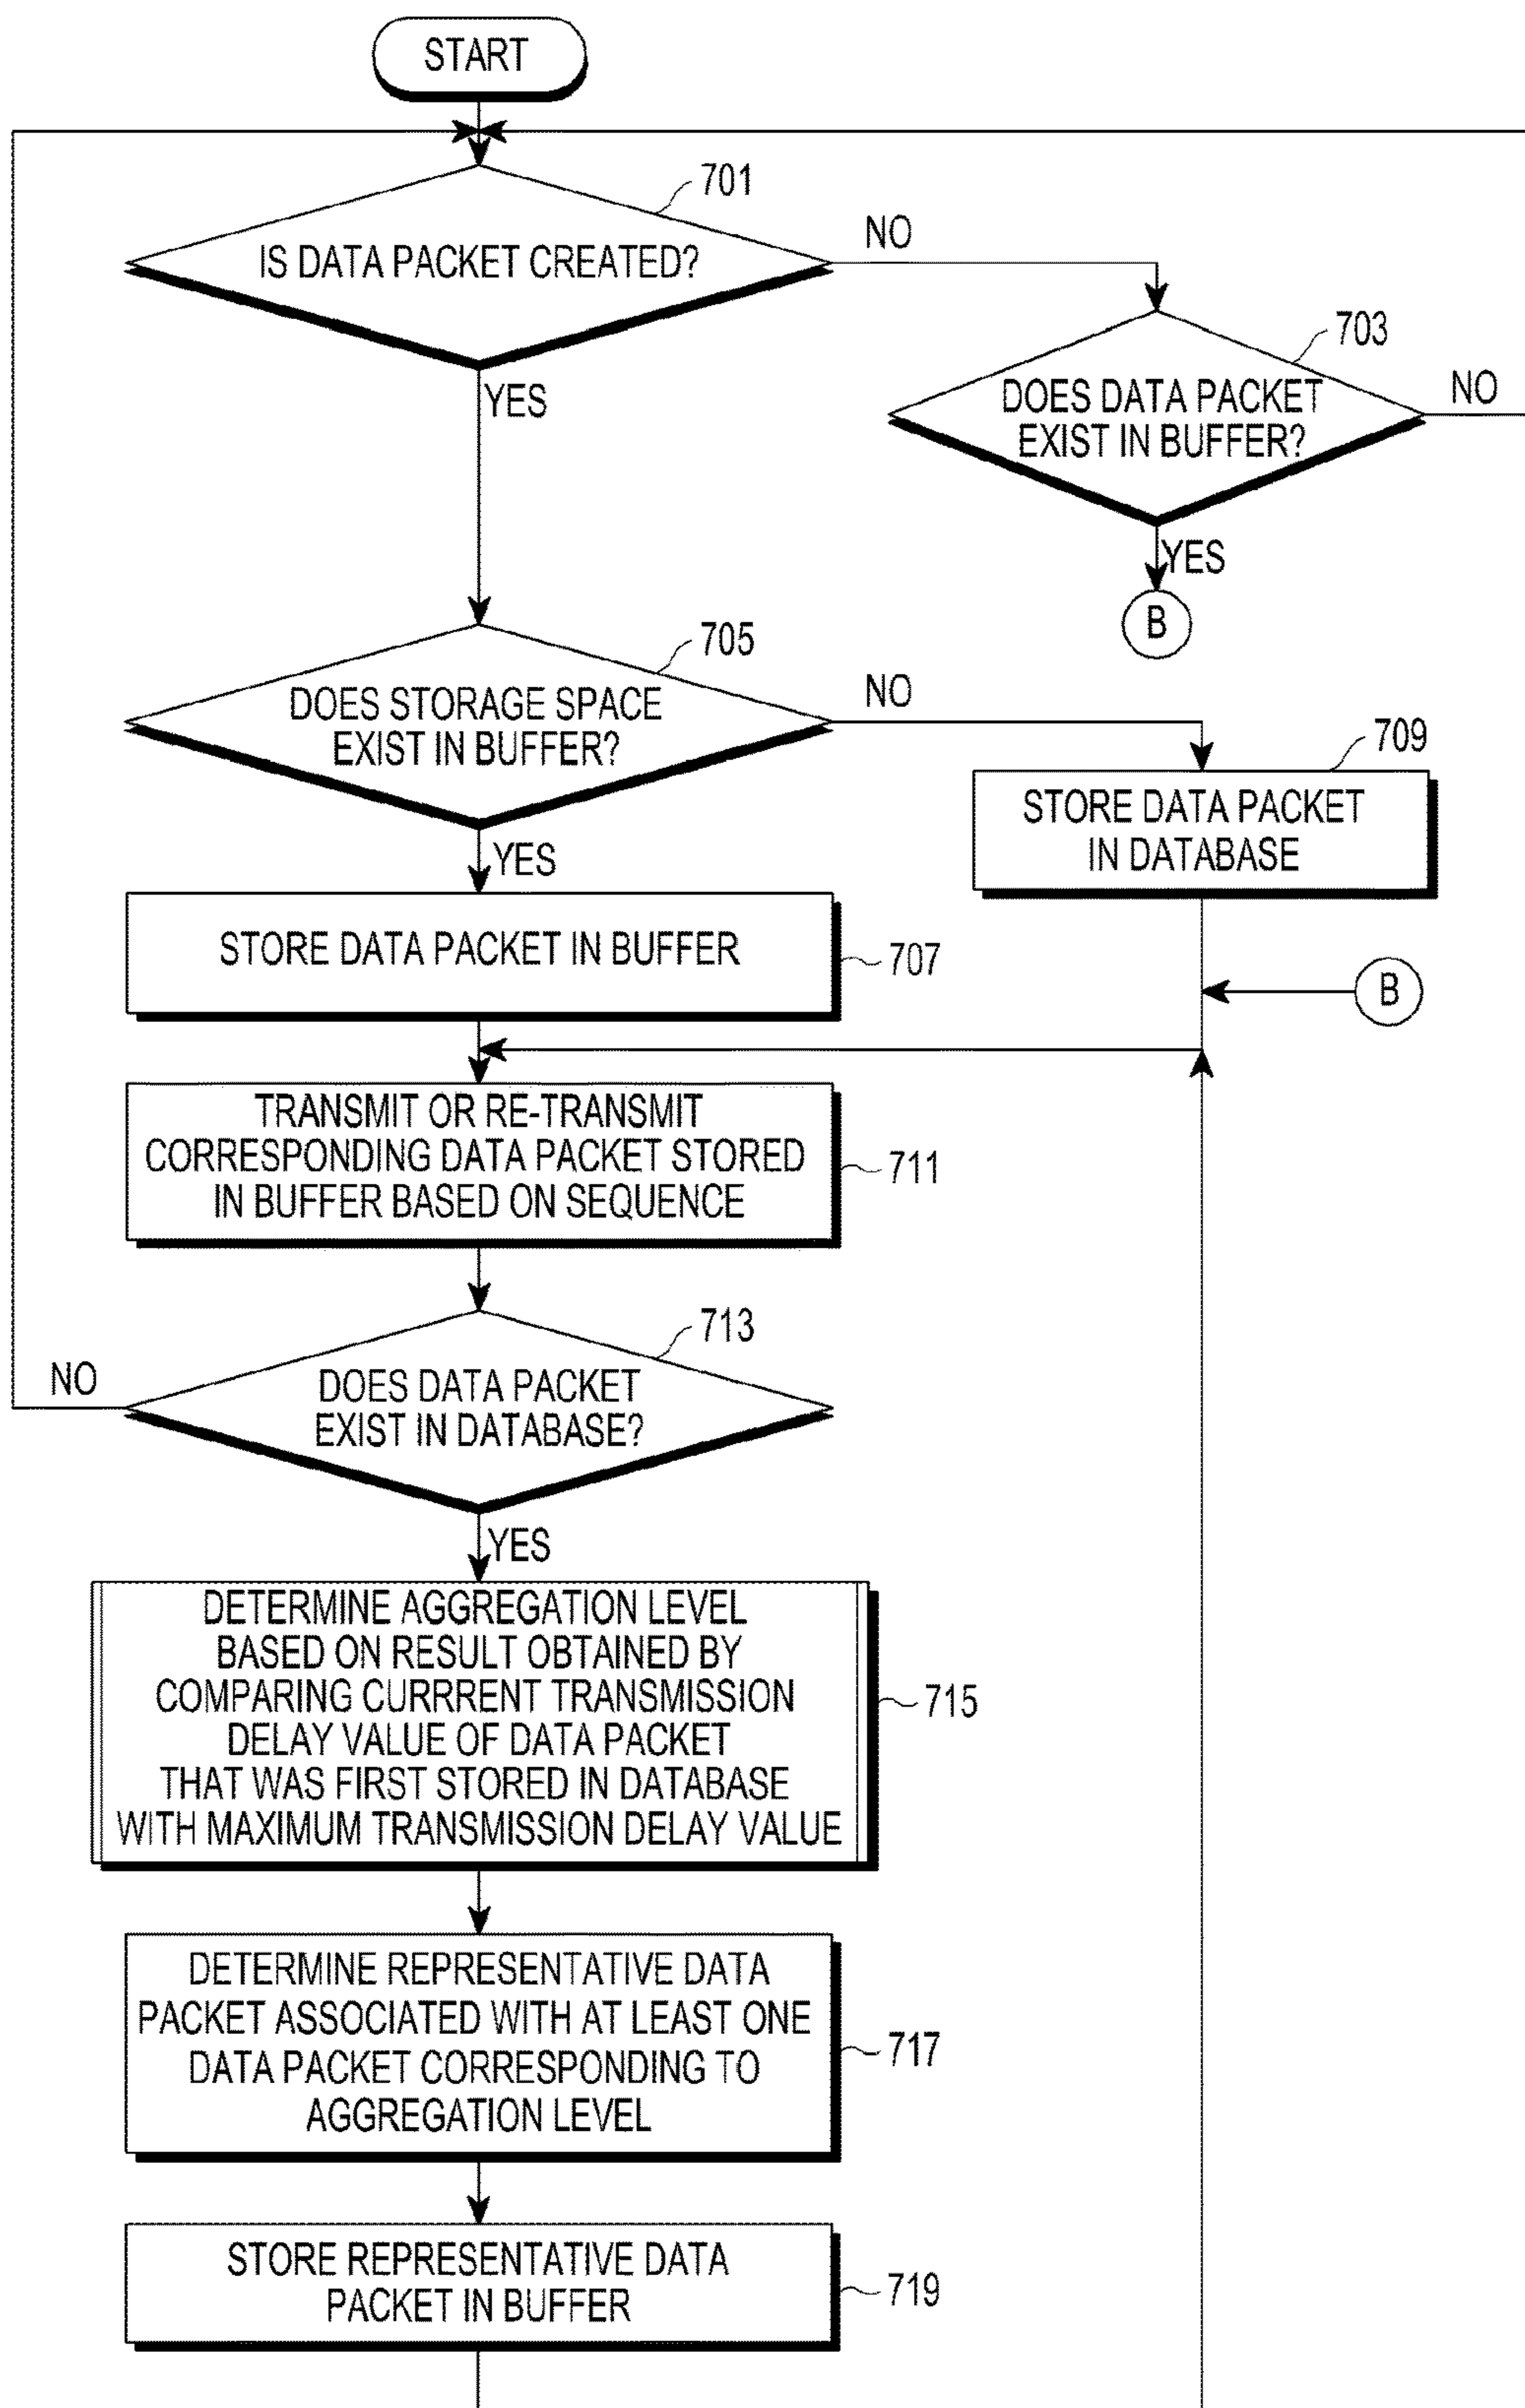 START
701
IS DATA PACKET CREATED?
NO
YES
703
DOES DATA PACKET
EXIST IN BUFFER?
NO
YES
B
705
DOES STORAGE SPACE
EXIST IN BUFFER?
NO
YES
709
STORE DATA PACKET
IN DATABASE
STORE DATA PACKET IN BUFFER
707
B
TRANSMIT OR RE-TRANSMIT
CORRESPONDING DATA PACKET STORED
IN BUFFER BASED ON SEQUENCE
711
713
DOES DATA PACKET
EXIST IN DATABASE?
NO
YES
DETERMINE AGGREGATION LEVEL
BASED ON RESULT OBTAINED BY
COMPARING CURRRENT TRANSMISSION
DELAY VALUE OF DATA PACKET
THAT WAS FIRST STORED IN DATABASE
WITH MAXIMUM TRANSMISSION DELAY VALUE
715
DETERMINE REPRESENTATIVE DATA
PACKET ASSOCIATED WITH AT LEAST ONE
DATA PACKET CORRESPONDING TO
AGGREGATION LEVEL
717
STORE REPRESENTATIVE DATA
PACKET IN BUFFER
719